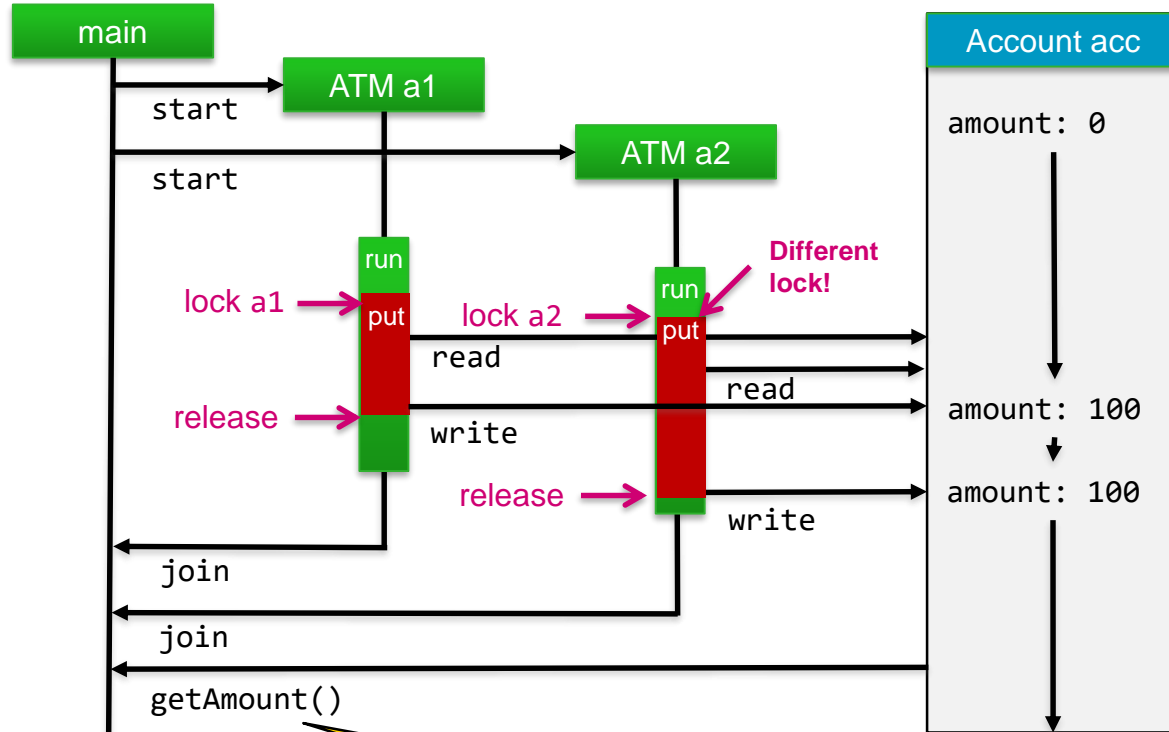 main
Account acc
ATM a1
start
amount: 0
ATM a2
start
Different
lock!
run
run
lock a1
put
lock a2
put
read
read
amount: 100
release
write
amount: 100
release
write
join
join
getAmount()